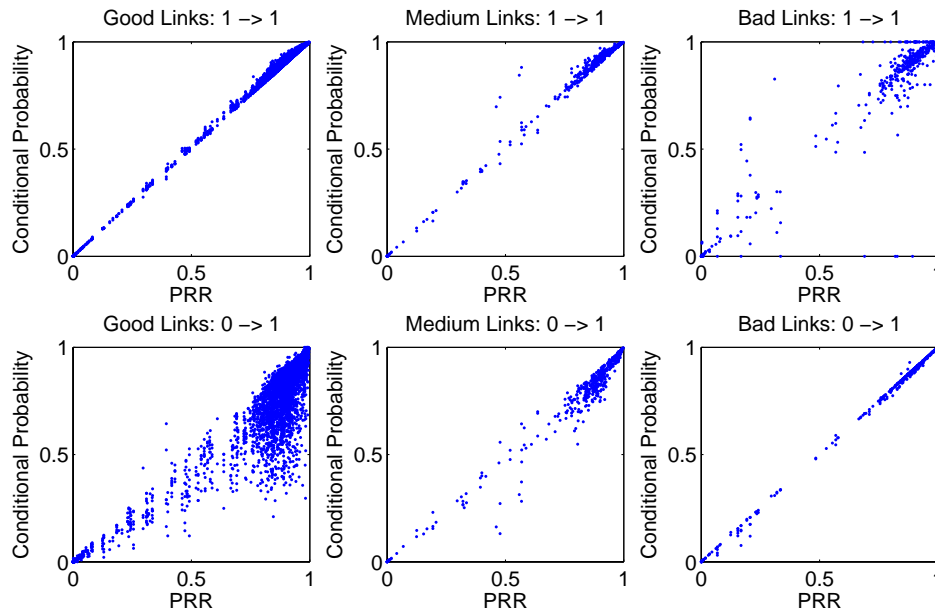 Good Links: 1 −> 1
Medium Links: 1 −> 1
Bad Links: 1 −> 1
Conditional Probability
1
0.5
0
0
0.5
1
PRR
Conditional Probability
1
0.5
0
0
0.5
1
PRR
Conditional Probability
1
0.5
0
0
0.5
1
PRR
Good Links: 0 −> 1
Medium Links: 0 −> 1
Bad Links: 0 −> 1
Conditional Probability
1
0.5
0
0
0.5
1
PRR
Conditional Probability
1
0.5
0
0
0.5
1
PRR
Conditional Probability
1
0.5
0
0
0.5
1
PRR